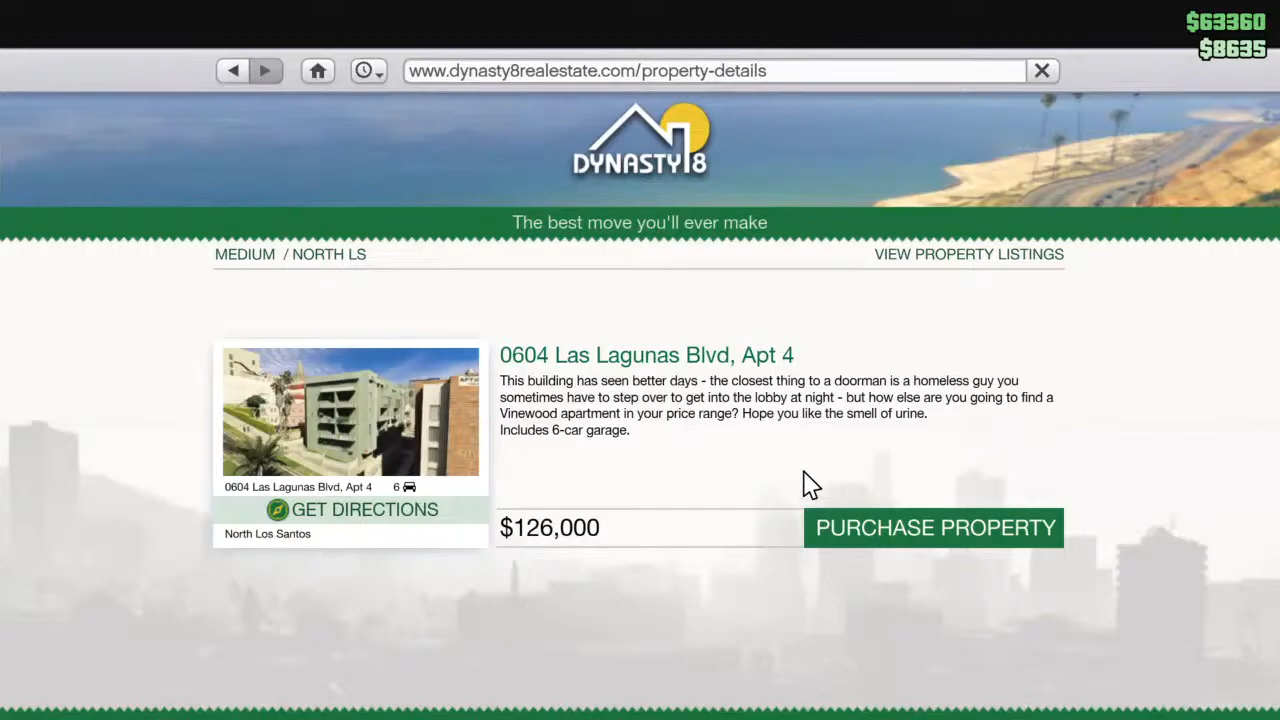 $63360
$8635
www.dynasty8realestate.com/property-details
DYNASTY 8
The best move you'll ever make
MEDIUM / NORTH LS
VIEW PROPERTY LISTINGS
0604 Las Lagunas Blvd, Apt 4
This building has seen better days - the closest thing to a doorman is a homeless guy you
sometimes have to step over to get into the lobby at night - but how else are you going to find a
Vinewood apartment in your price range? Hope you like the smell of urine.
Includes 6-car garage.
0604 Las Lagunas Blvd, Apt 4 6
GET DIRECTIONS
North Los Santos
$126,000
PURCHASE PROPERTY